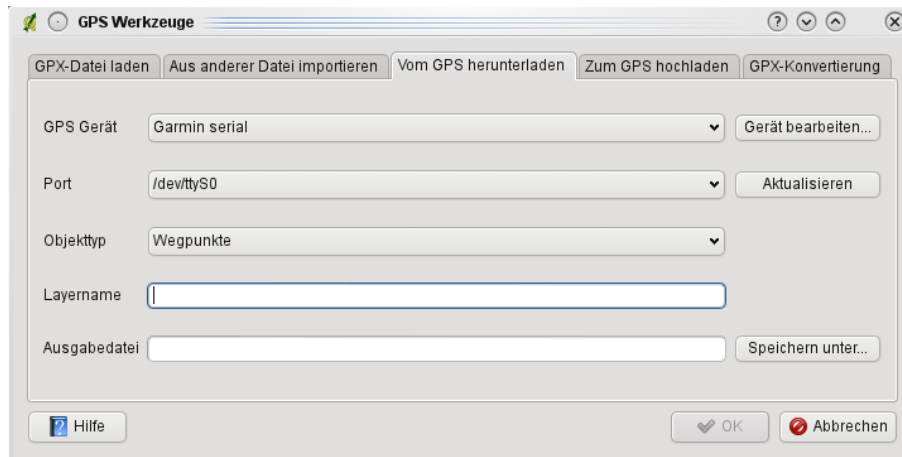 GPS Werkzeuge
GPX-Datei laden Aus anderer Datei importieren Vom GPS herunterladen Zum GPS hochladen GPX-Konvertierung
GPS Gerät Garmin serial Gerät bearbeiten...
Port /dev/ttyS0 Aktualisieren
Objekttyp Wegpunkte
Layername
Ausgabedatei Speichern unter...
Hilfe OK Abbrechen